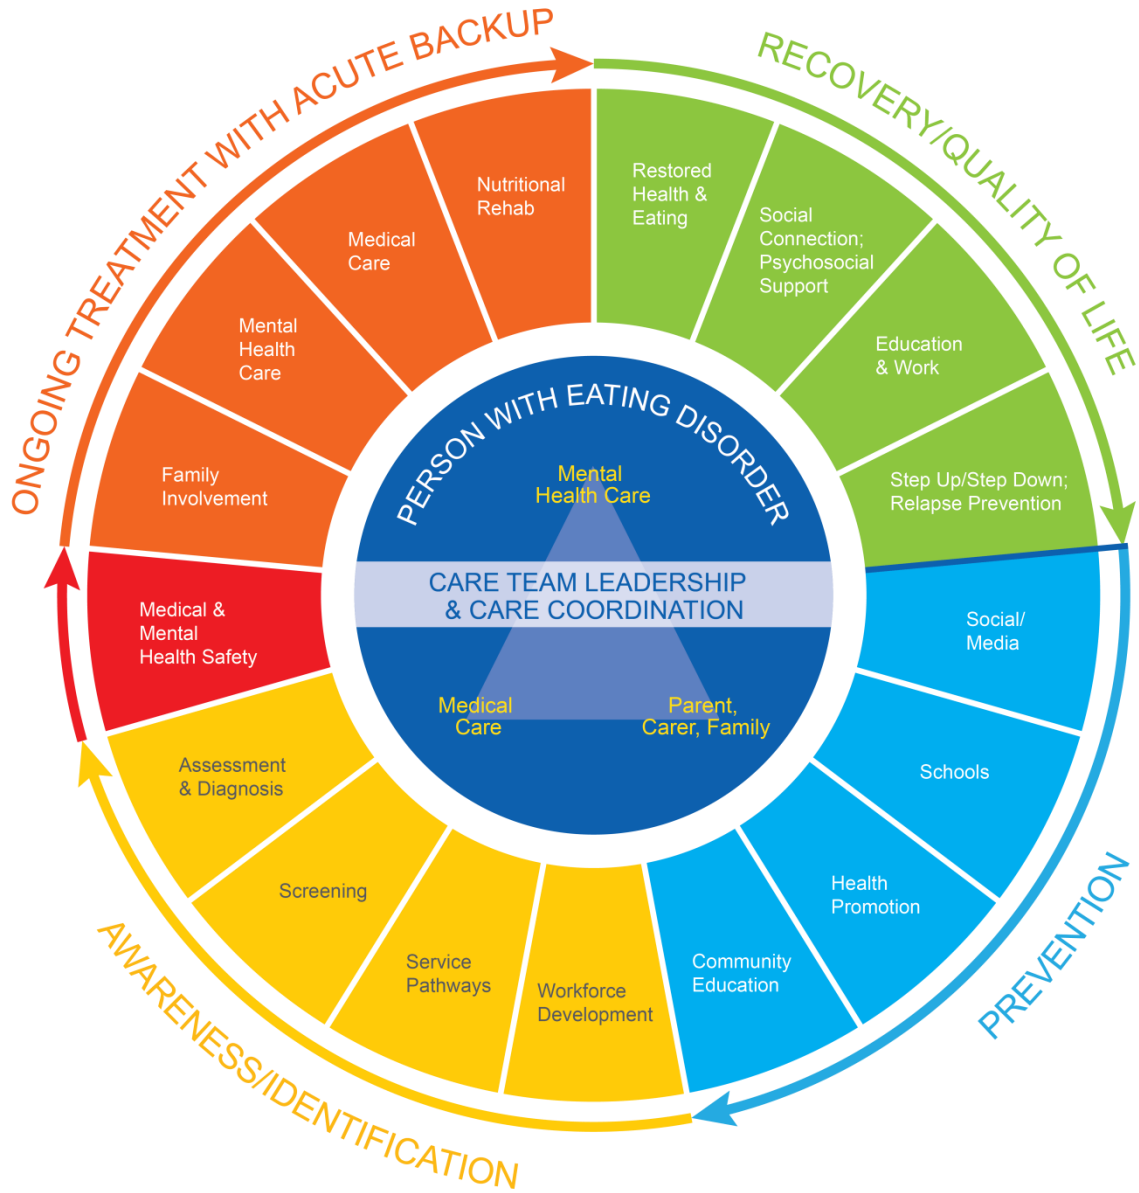 ONGOING TREATMENT WITH ACUTE BACKUP
RECOVERY/QUALITY OF LIFE
PREVENTION
AWARENESS/IDENTIFICATION
Restored
Health &
Eating
Social
Connection;
Psychosocial
Support
Education
& Work
Step Up/Step Down;
Relapse Prevention
Social/
Media
Schools
Health
Promotion
Community
Education
Workforce
Development
Service
Pathways
Screening
Assessment
& Diagnosis
Medical &
Mental
Health Safety
Family
Involvement
Mental
Health
Care
Medical
Care
Nutritional
Rehab
PERSON WITH EATING DISORDER
Mental
Health Care
CARE TEAM LEADERSHIP
& CARE COORDINATION
Medical
Care
Parent,
Carer, Family